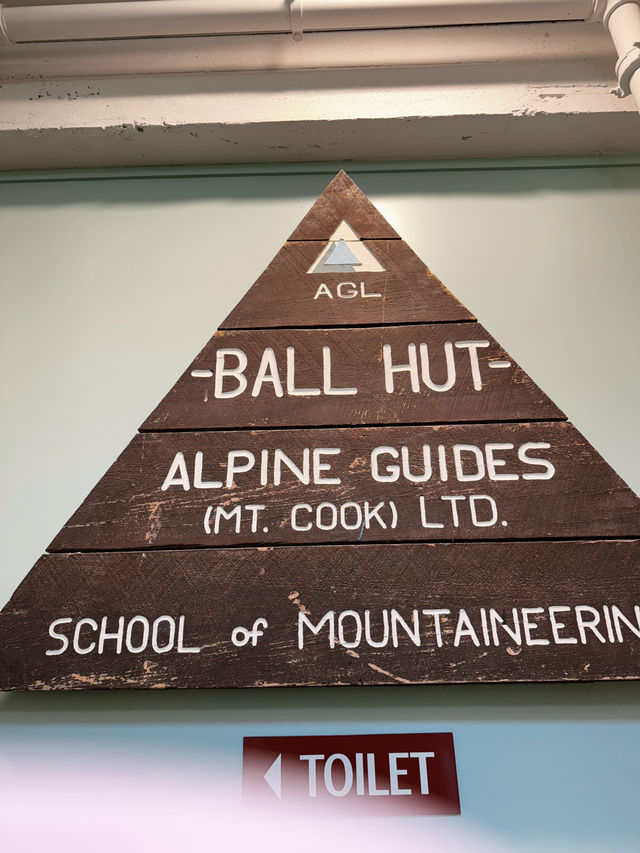 AGL
-BALL HUT-
ALPINE GUIDES
(MT. COOK) LTD.
SCHOOL of MOUNTAINEERIN
TOILET